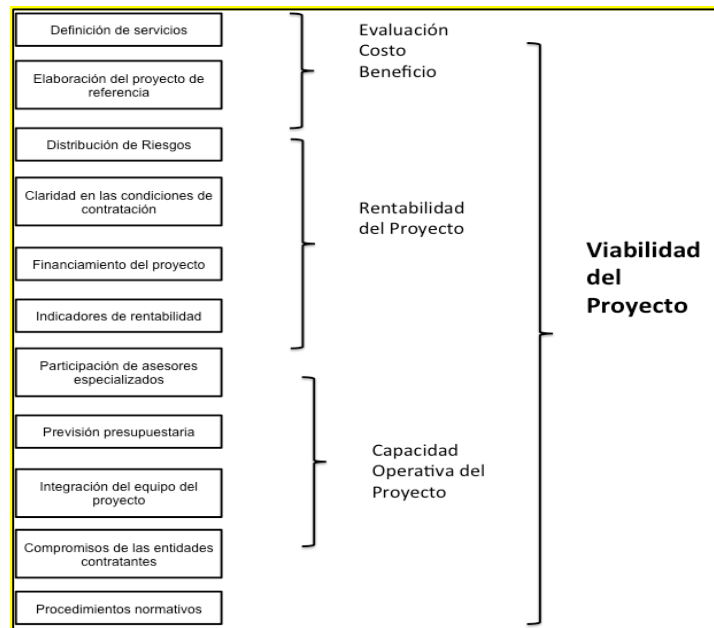 Definición de servicios
Elaboración del proyecto de
referencia
Distribución de Riesgos
Claridad en las condiciones de
contratación
Financiamiento del proyecto
Indicadores de rentabilidad
Participación de asesores
especializados
Previsión presupuestaria
Integración del equipo del
proyecto
Compromisos de las entidades
contratantes
Procedimientos normativos
Evaluación
Costo
Beneficio
Rentabilidad
del Proyecto
Capacidad
Operativa del
Proyecto
Viabilidad
del
Proyecto